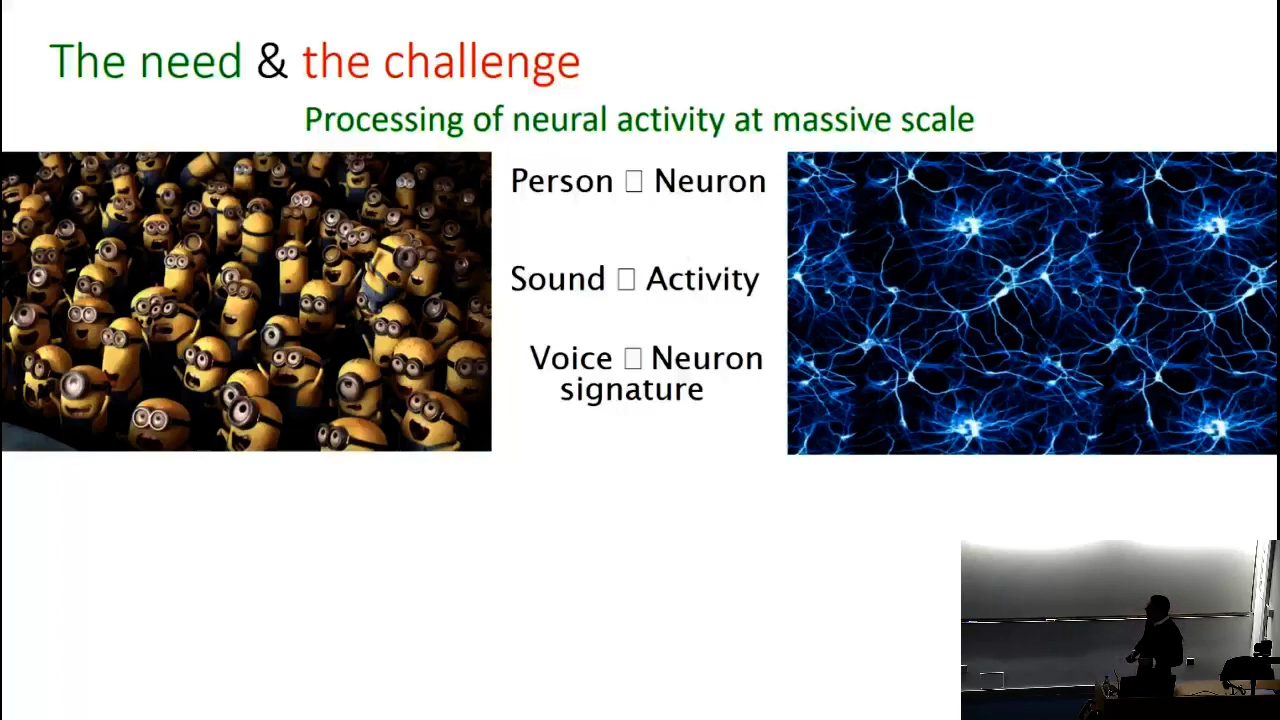 The need & the challenge
Processing of neural activity at massive scale
Person □ Neuron
Sound □ Activity
Voice □ Neuron
signature